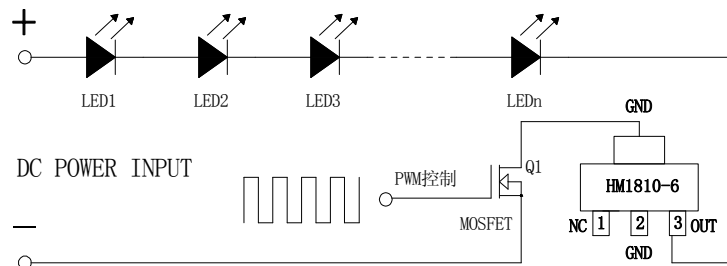 +
LED1 LED2 LED3 LEDn
GND
DC POWER INPUT
PWM控制
Q1
HM1810-6
MOSFET
NC 1 2 3 OUT
GND
—